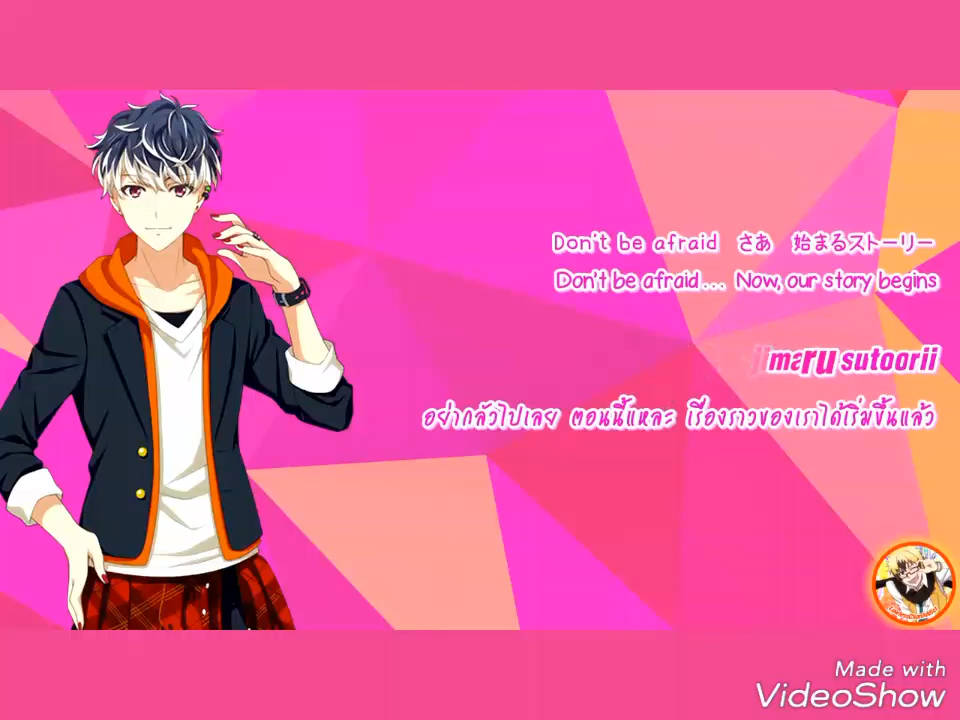 Don't be afraid さあ 始まるストーリー
Don't be afraid... Now, our story begins
jimaru sutoorii
อย่ากลัวไปเลย ตอนนี้แหละ เรื่องราวของเราได้เริ่มขึ้นแล้ว
Made with
VideoShow